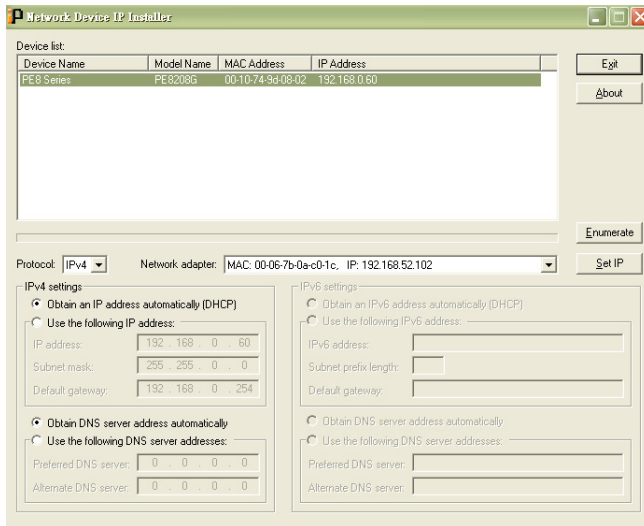 Network Device IP Installer
Device list:
Device Name Model Name MAC Address IP Address
PE8 Series PE8208G 00-10-74-9d-08-02 192.168.0.60
Exit
About
Enumerate
Protocol: IPv4 Network adapter: MAC: 00-06-7b-0a-c0-1c, IP: 192.168.52.102
Set IP
IPv4 settings
Obtain an IP address automatically (DHCP)
Use the following IP address:
IP address: 192 . 168 . 0 . 60
Subnet mask: 255 . 255 . 0 . 0
Default gateway: 192 . 168 . 0 . 254
Obtain DNS server address automatically
Use the following DNS server addresses:
Preferred DNS server: 0 . 0 . 0 . 0
Alternate DNS server: 0 . 0 . 0 . 0
IPv6 settings
Obtain an IPv6 address automatically (DHCP)
Use the following IPv6 address:
IPv6 address:
Subnet prefix length:
Default gateway:
Obtain DNS server address automatically
Use the following DNS server addresses:
Preferred DNS server:
Alternate DNS server: